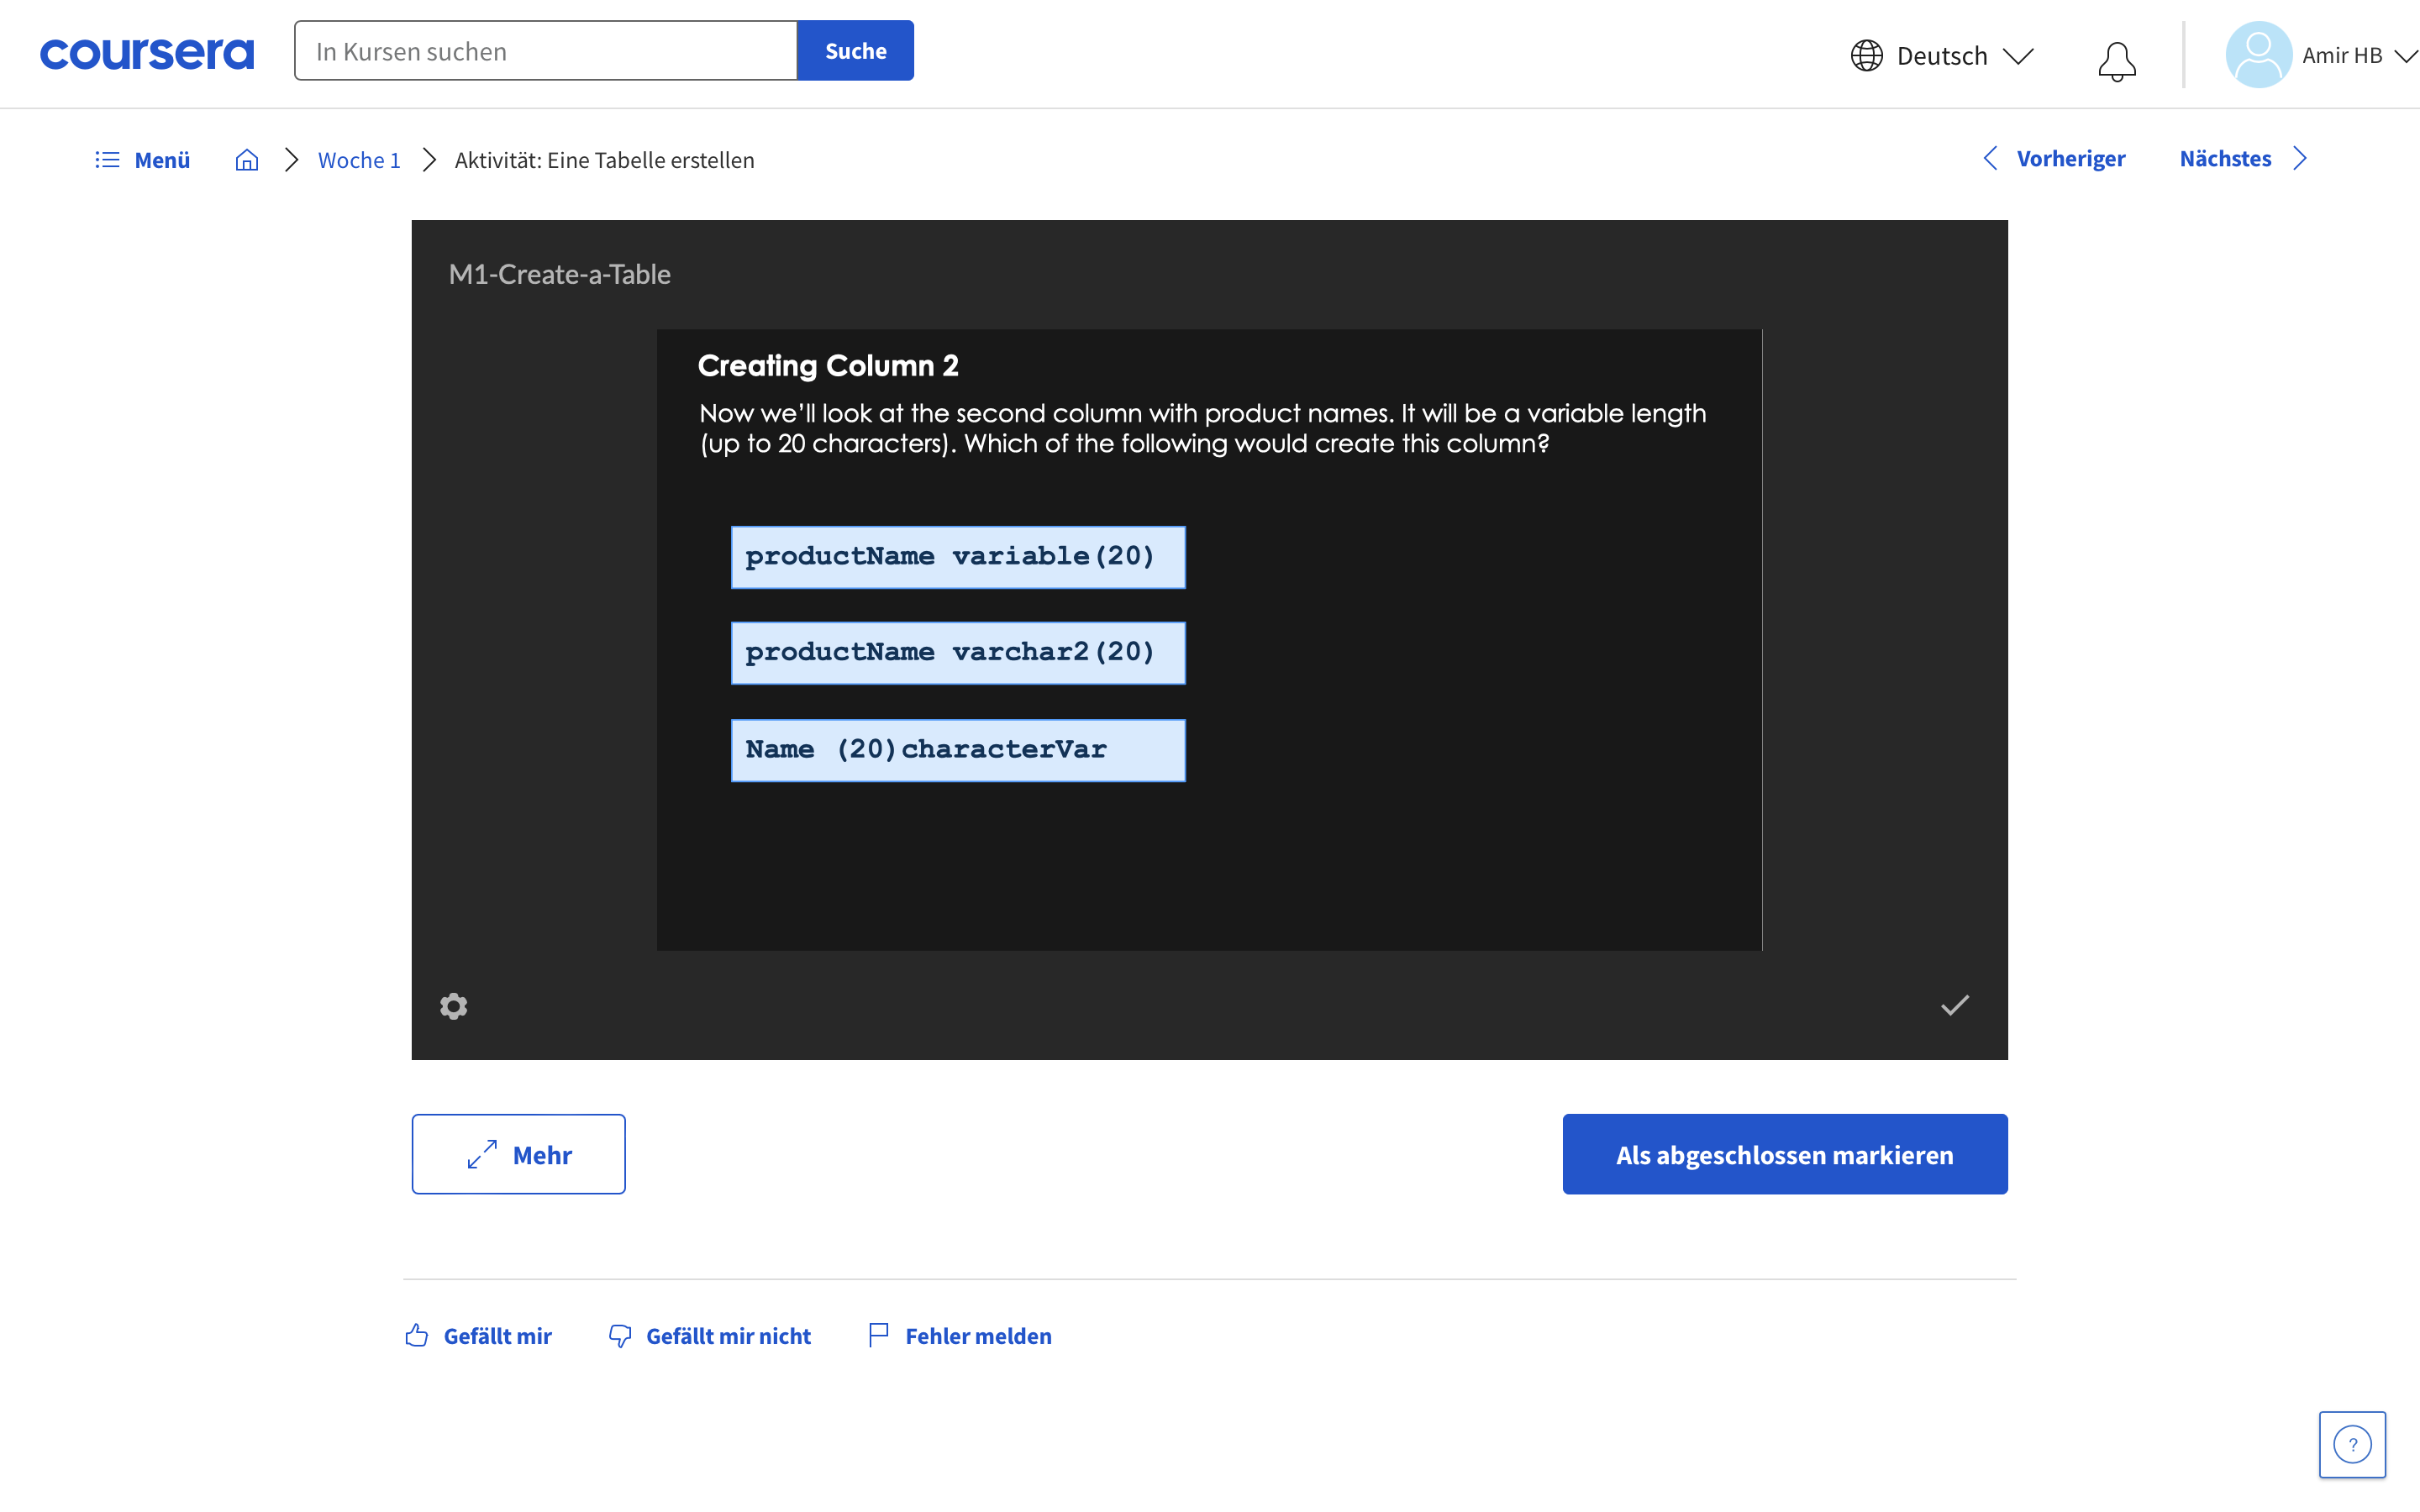 coursera
In Kursen suchen
Suche
Deutsch
Amir HB
Menü
Woche 1
Aktivität: Eine Tabelle erstellen
Vorheriger
Nächstes
M1-Create-a-Table
Creating Column 2
Now we'll look at the second column with product names. It will be a variable length
(up to 20 characters). Which of the following would create this column?
productName variable(20)
productName varchar2(20)
Name (20)characterVar
Mehr
Als abgeschlossen markieren
Gefällt mir
Gefällt mir nicht
Fehler melden
?